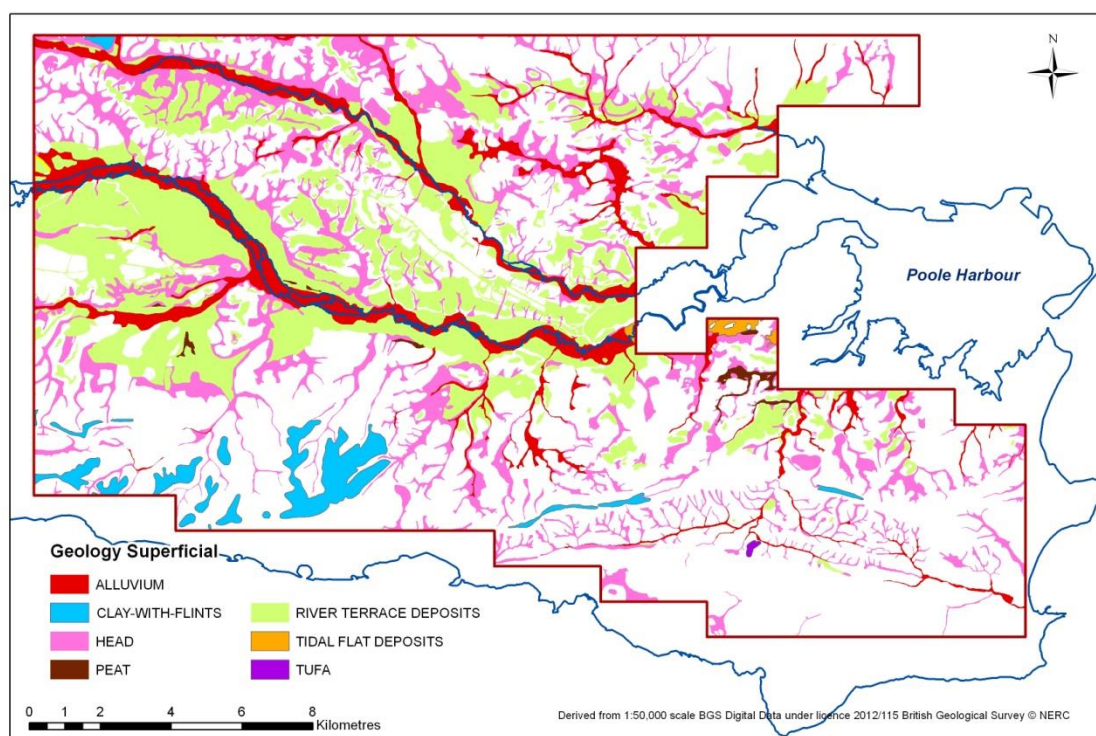 N
Poole Harbour
Geology Superficial
ALLUVIUM
CLAY-WITH-FLINTS
HEAD
PEAT
RIVER TERRACE DEPOSITS
TIDAL FLAT DEPOSITS
TUFA
0 1 2 4 6 8
Kilometres
Derived from 1:50,000 scale BGS Digital Data under licence 2012/115 British Geological Survey © NERC